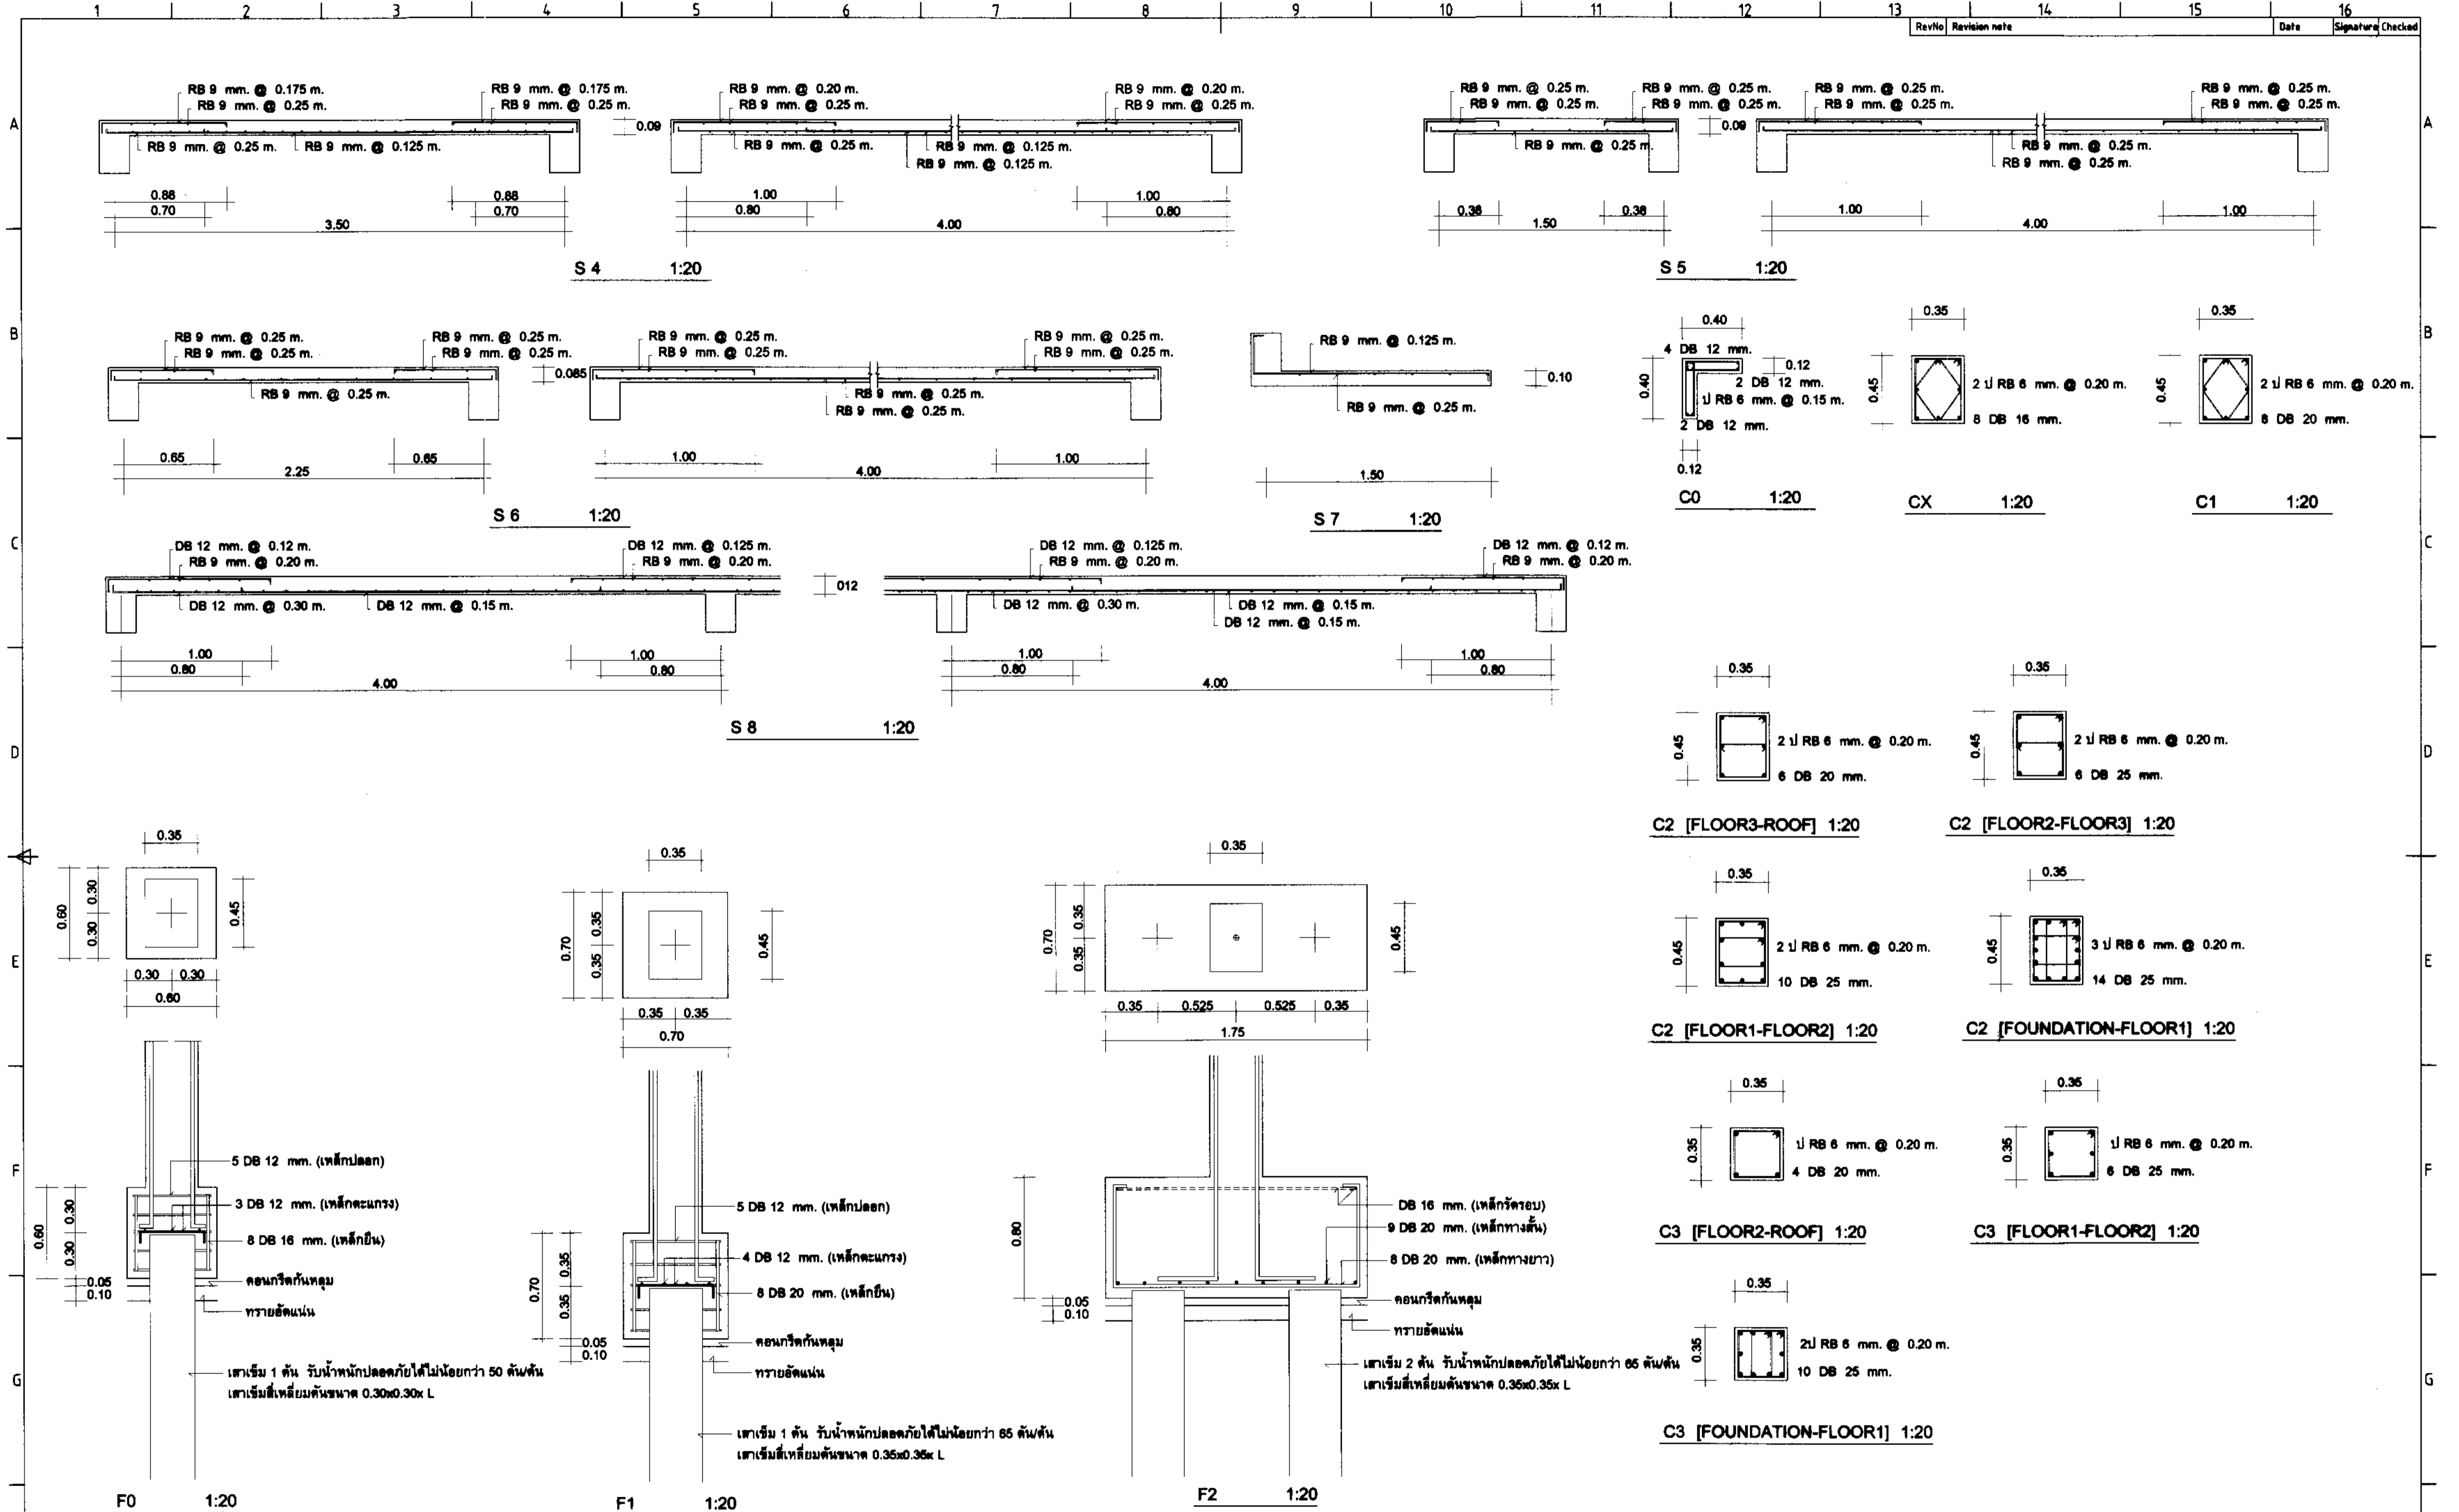 1 2 3 4 5 6 7 8 9 10 11 12 13 14 15 16
RevNo Revision note Date Signature Checked
A
RB 9 mm. @ 0.175 m.
RB 9 mm. @ 0.25 m.
RB 9 mm. @ 0.175 m.
RB 9 mm. @ 0.25 m.
RB 9 mm. @ 0.25 m.
RB 9 mm. @ 0.125 m.
0.09
0.88
0.70
0.88
0.70
3.50
RB 9 mm. @ 0.20 m.
RB 9 mm. @ 0.25 m.
RB 9 mm. @ 0.20 m.
RB 9 mm. @ 0.25 m.
RB 9 mm. @ 0.25 m.
RB 9 mm. @ 0.125 m.
RB 9 mm. @ 0.125 m.
1.00
0.80
1.00
0.80
4.00
S 4 1:20
RB 9 mm. @ 0.25 m.
RB 9 mm. @ 0.25 m.
RB 9 mm. @ 0.25 m.
RB 9 mm. @ 0.25 m.
RB 9 mm. @ 0.25 m.
0.09
0.38
0.38
1.50
RB 9 mm. @ 0.25 m.
RB 9 mm. @ 0.25 m.
RB 9 mm. @ 0.25 m.
RB 9 mm. @ 0.25 m.
RB 9 mm. @ 0.25 m.
RB 9 mm. @ 0.25 m.
1.00
1.00
4.00
S 5 1:20
A
B
RB 9 mm. @ 0.25 m.
RB 9 mm. @ 0.25 m.
RB 9 mm. @ 0.25 m.
RB 9 mm. @ 0.25 m.
RB 9 mm. @ 0.25 m.
0.085
0.65
0.65
2.25
RB 9 mm. @ 0.25 m.
RB 9 mm. @ 0.25 m.
RB 9 mm. @ 0.25 m.
RB 9 mm. @ 0.25 m.
RB 9 mm. @ 0.25 m.
RB 9 mm. @ 0.25 m.
1.00
1.00
4.00
S 6 1:20
RB 9 mm. @ 0.125 m.
0.10
RB 9 mm. @ 0.25 m.
1.50
S 7 1:20
0.40
4 DB 12 mm.
0.12
0.40
2 DB 12 mm.
ป RB 6 mm. @ 0.15 m.
2 DB 12 mm.
0.12
C0 1:20
0.35
0.45
2 ป RB 6 mm. @ 0.20 m.
8 DB 16 mm.
CX 1:20
0.35
0.45
2 ป RB 6 mm. @ 0.20 m.
8 DB 20 mm.
C1 1:20
B
C
DB 12 mm. @ 0.12 m.
RB 9 mm. @ 0.20 m.
DB 12 mm. @ 0.125 m.
RB 9 mm. @ 0.20 m.
DB 12 mm. @ 0.30 m.
DB 12 mm. @ 0.15 m.
012
1.00
0.80
1.00
0.80
4.00
DB 12 mm. @ 0.125 m.
RB 9 mm. @ 0.20 m.
DB 12 mm. @ 0.12 m.
RB 9 mm. @ 0.20 m.
DB 12 mm. @ 0.30 m.
DB 12 mm. @ 0.15 m.
DB 12 mm. @ 0.15 m.
1.00
0.80
1.00
0.80
4.00
S 8 1:20
C
D
0.35
0.45
2 ป RB 6 mm. @ 0.20 m.
6 DB 20 mm.
C2 [FLOOR3-ROOF] 1:20
0.35
0.45
2 ป RB 6 mm. @ 0.20 m.
6 DB 25 mm.
C2 [FLOOR2-FLOOR3] 1:20
D
E
0.35
0.60
0.30
0.30
0.45
0.30 0.30
0.60
0.35
0.70
0.35
0.35
0.45
0.35 0.35
0.70
0.35
0.70
0.35
0.35
0.45
0.35 0.525 0.525 0.35
1.75
0.35
0.45
2 ป RB 6 mm. @ 0.20 m.
10 DB 25 mm.
C2 [FLOOR1-FLOOR2] 1:20
0.35
0.45
3 ป RB 6 mm. @ 0.20 m.
14 DB 25 mm.
C2 [FOUNDATION-FLOOR1] 1:20
E
F
5 DB 12 mm. (เหล็กปลอก)
3 DB 12 mm. (เหล็กตะแกรง)
8 DB 16 mm. (เหล็กยืน)
0.60
0.30
0.30
0.05
0.10
คอนกรีตก้นหลุม
ทรายอัดแน่น
เสาเข็ม 1 ต้น รับน้ำหนักปลอดภัยได้ไม่น้อยกว่า 50 ตัน/ต้น
เสาเข็มสี่เหลี่ยมตันขนาด 0.30x0.30x L
F0 1:20
5 DB 12 mm. (เหล็กปลอก)
4 DB 12 mm. (เหล็กตะแกรง)
8 DB 20 mm. (เหล็กยืน)
0.70
0.35
0.35
0.05
0.10
คอนกรีตก้นหลุม
ทรายอัดแน่น
เสาเข็ม 1 ต้น รับน้ำหนักปลอดภัยได้ไม่น้อยกว่า 65 ตัน/ต้น
เสาเข็มสี่เหลี่ยมตันขนาด 0.35x0.35x L
F1 1:20
0.80
DB 16 mm. (เหล็กรัดรอบ)
9 DB 20 mm. (เหล็กทางสั้น)
8 DB 20 mm. (เหล็กทางยาว)
0.05
0.10
คอนกรีตก้นหลุม
ทรายอัดแน่น
เสาเข็ม 2 ต้น รับน้ำหนักปลอดภัยได้ไม่น้อยกว่า 65 ตัน/ต้น
เสาเข็มสี่เหลี่ยมตันขนาด 0.35x0.35x L
F2 1:20
0.35
0.35
ป RB 6 mm. @ 0.20 m.
4 DB 20 mm.
C3 [FLOOR2-ROOF] 1:20
0.35
0.35
ป RB 6 mm. @ 0.20 m.
6 DB 25 mm.
C3 [FLOOR1-FLOOR2] 1:20
F
G
0.35
0.35
2ป RB 6 mm. @ 0.20 m.
10 DB 25 mm.
C3 [FOUNDATION-FLOOR1] 1:20
G